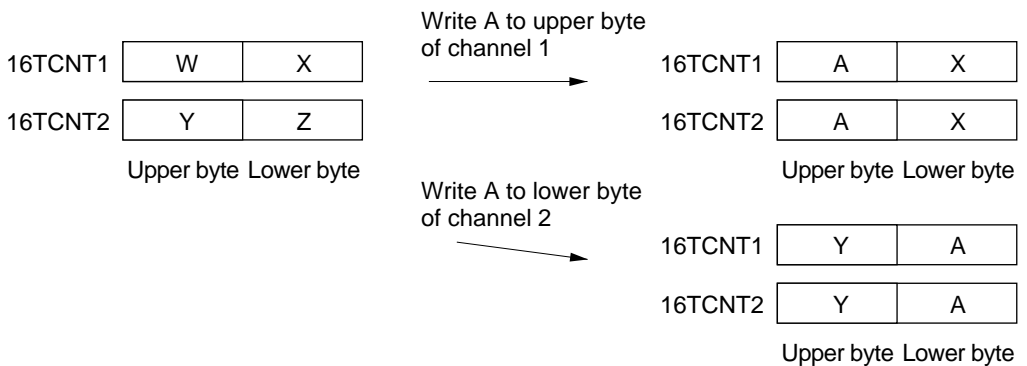 Write A to upper byte
of channel 1
16TCNT1 W X
16TCNT2 Y Z
Upper byte Lower byte
16TCNT1 A X
16TCNT2 A X
Upper byte Lower byte
Write A to lower byte
of channel 2
16TCNT1 Y A
16TCNT2 Y A
Upper byte Lower byte